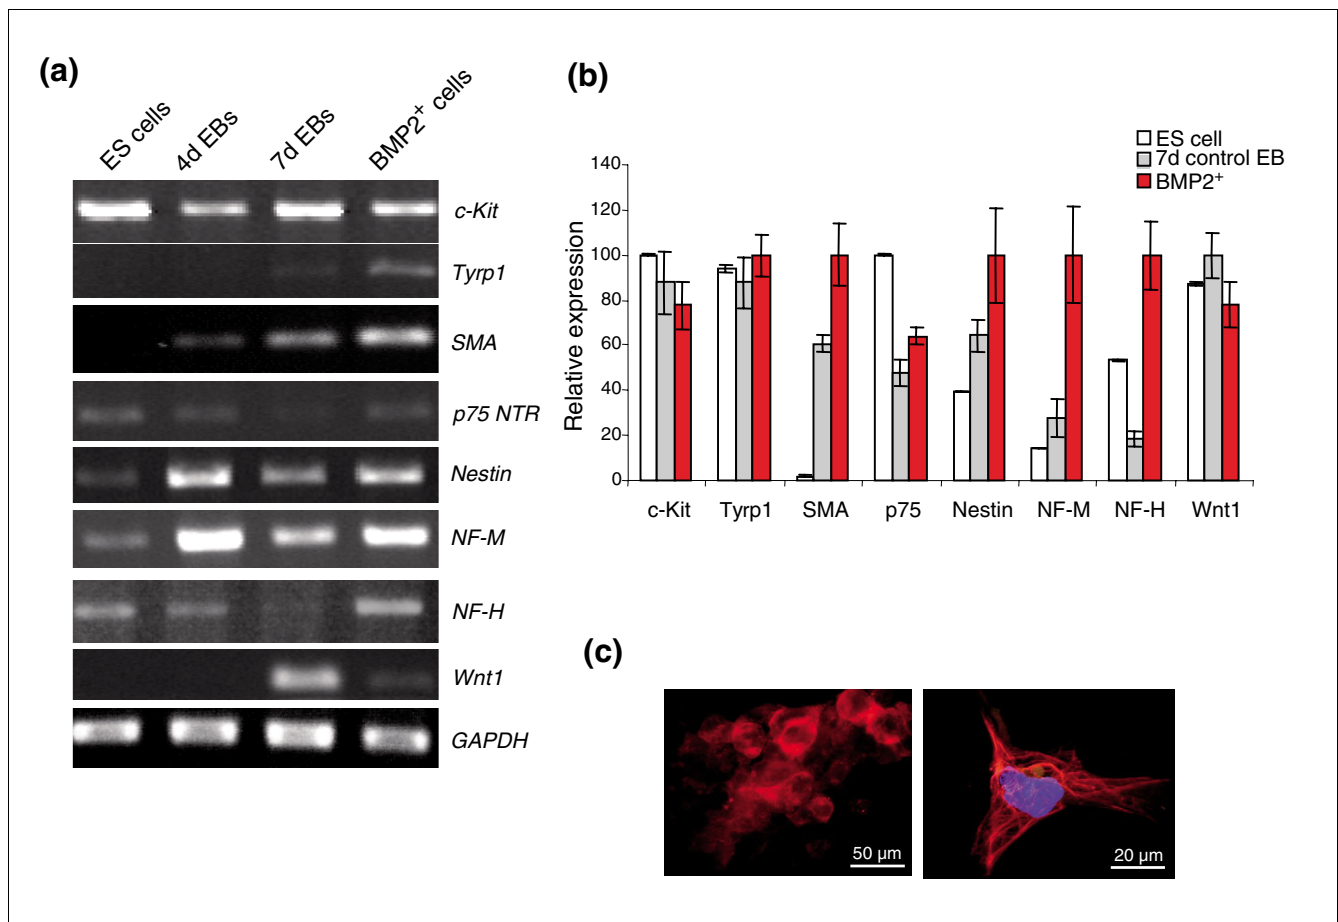 (a)
ES cells
4d EBs
7d EBs
BMP2⁺ cells
c-Kit
Tyrp1
SMA
p75 NTR
Nestin
NF-M
NF-H
Wnt1
GAPDH
(b)
ES cell
7d control EB
BMP2⁺
Relative expression
140
120
100
80
60
40
20
0
c-Kit Tyrp1 SMA p75 Nestin NF-M NF-H Wnt1
(c)
50 µm
20 µm